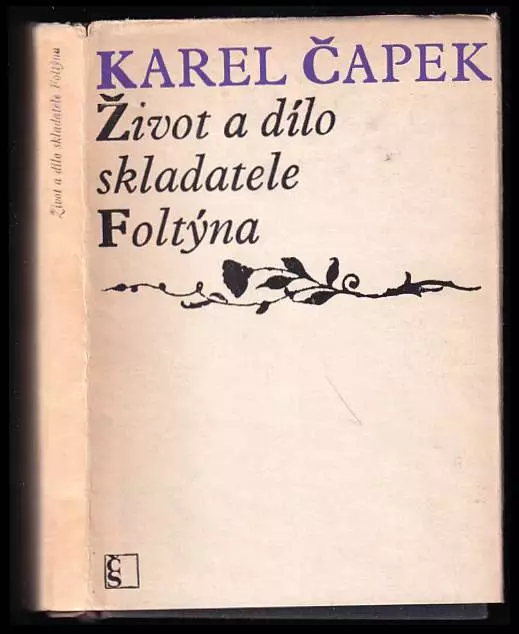 Život a dílo skladatele Foltýna
KAREL ČAPEK
Život a dílo
skladatele
Foltýna
ČS